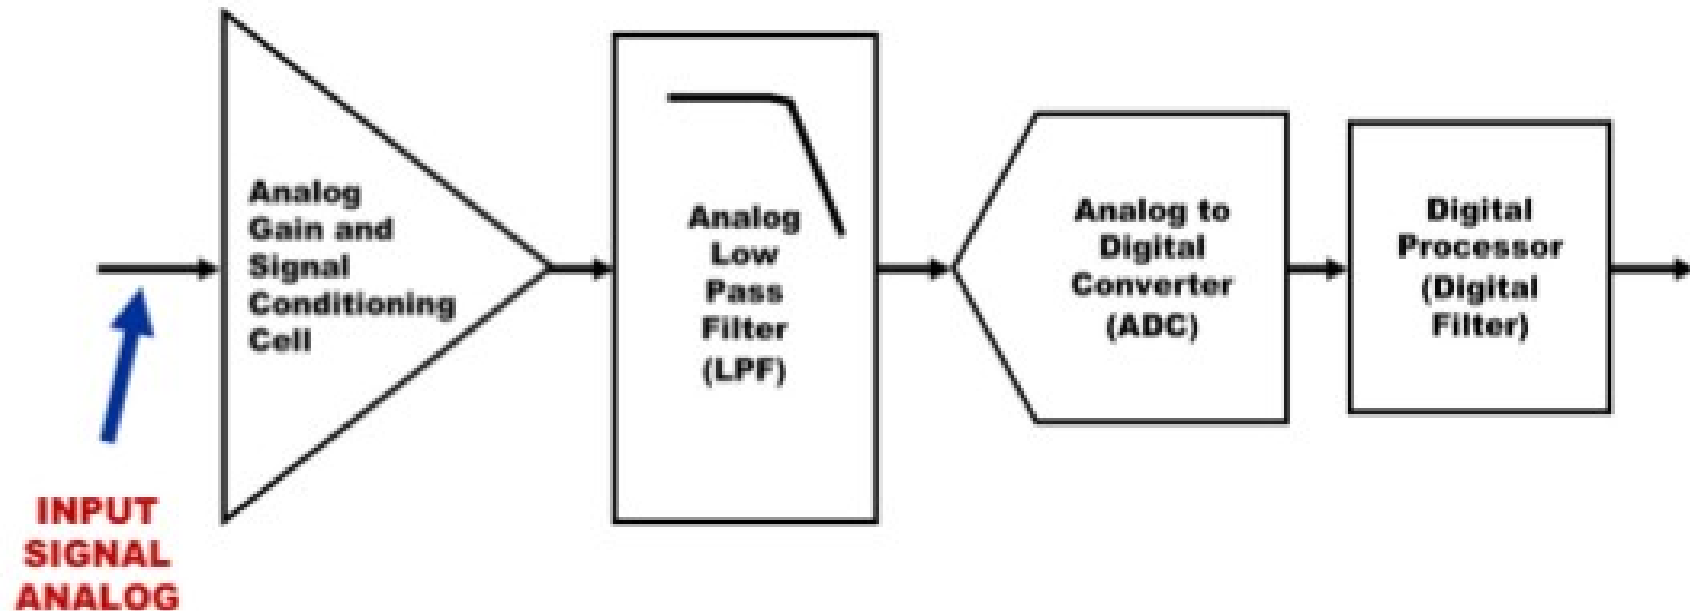 Analog
Gain and
Signal
Conditioning
Cell
Analog
Low
Pass
Filter
(LPF)
Analog to
Digital
Converter
(ADC)
Digital
Processor
(Digital
Filter)
INPUT
SIGNAL
ANALOG